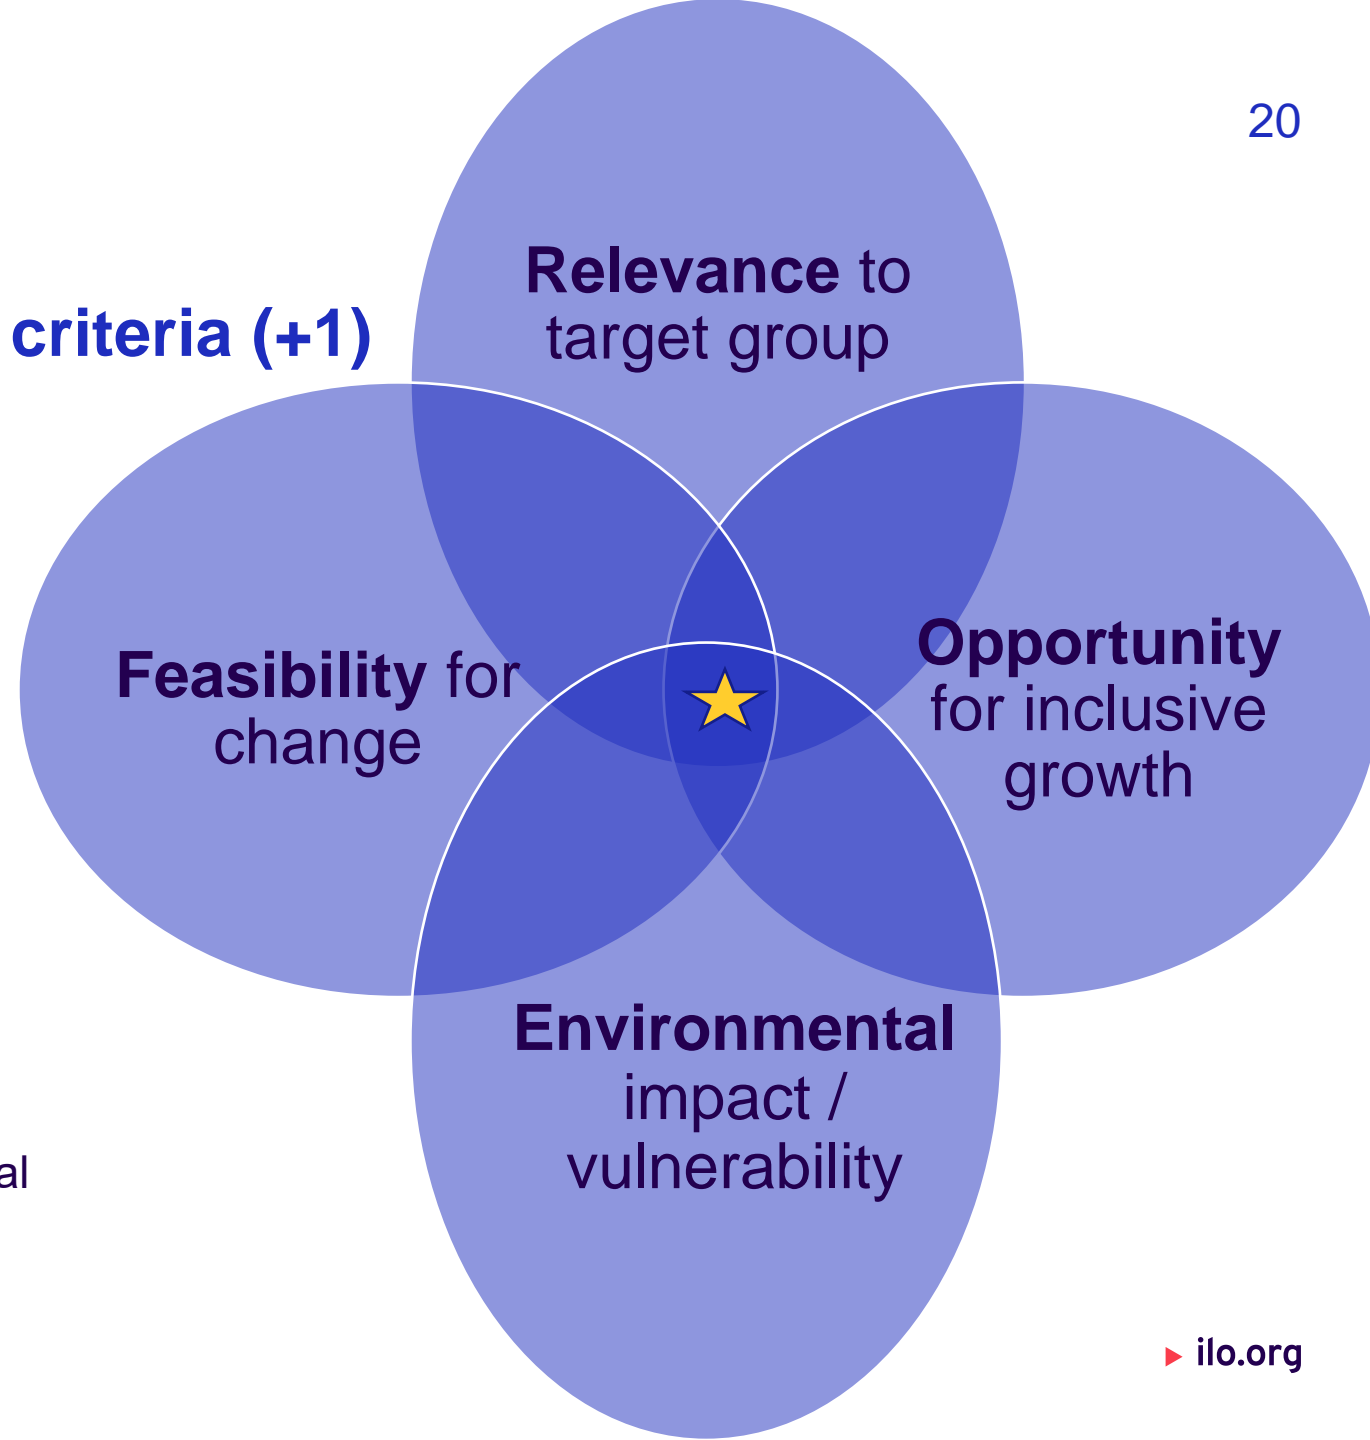 20
Relevance to
target group
criteria (+1)
Feasibility for
change
Opportunity
for inclusive
growth
Environmental
impact /
vulnerability
ilo.org